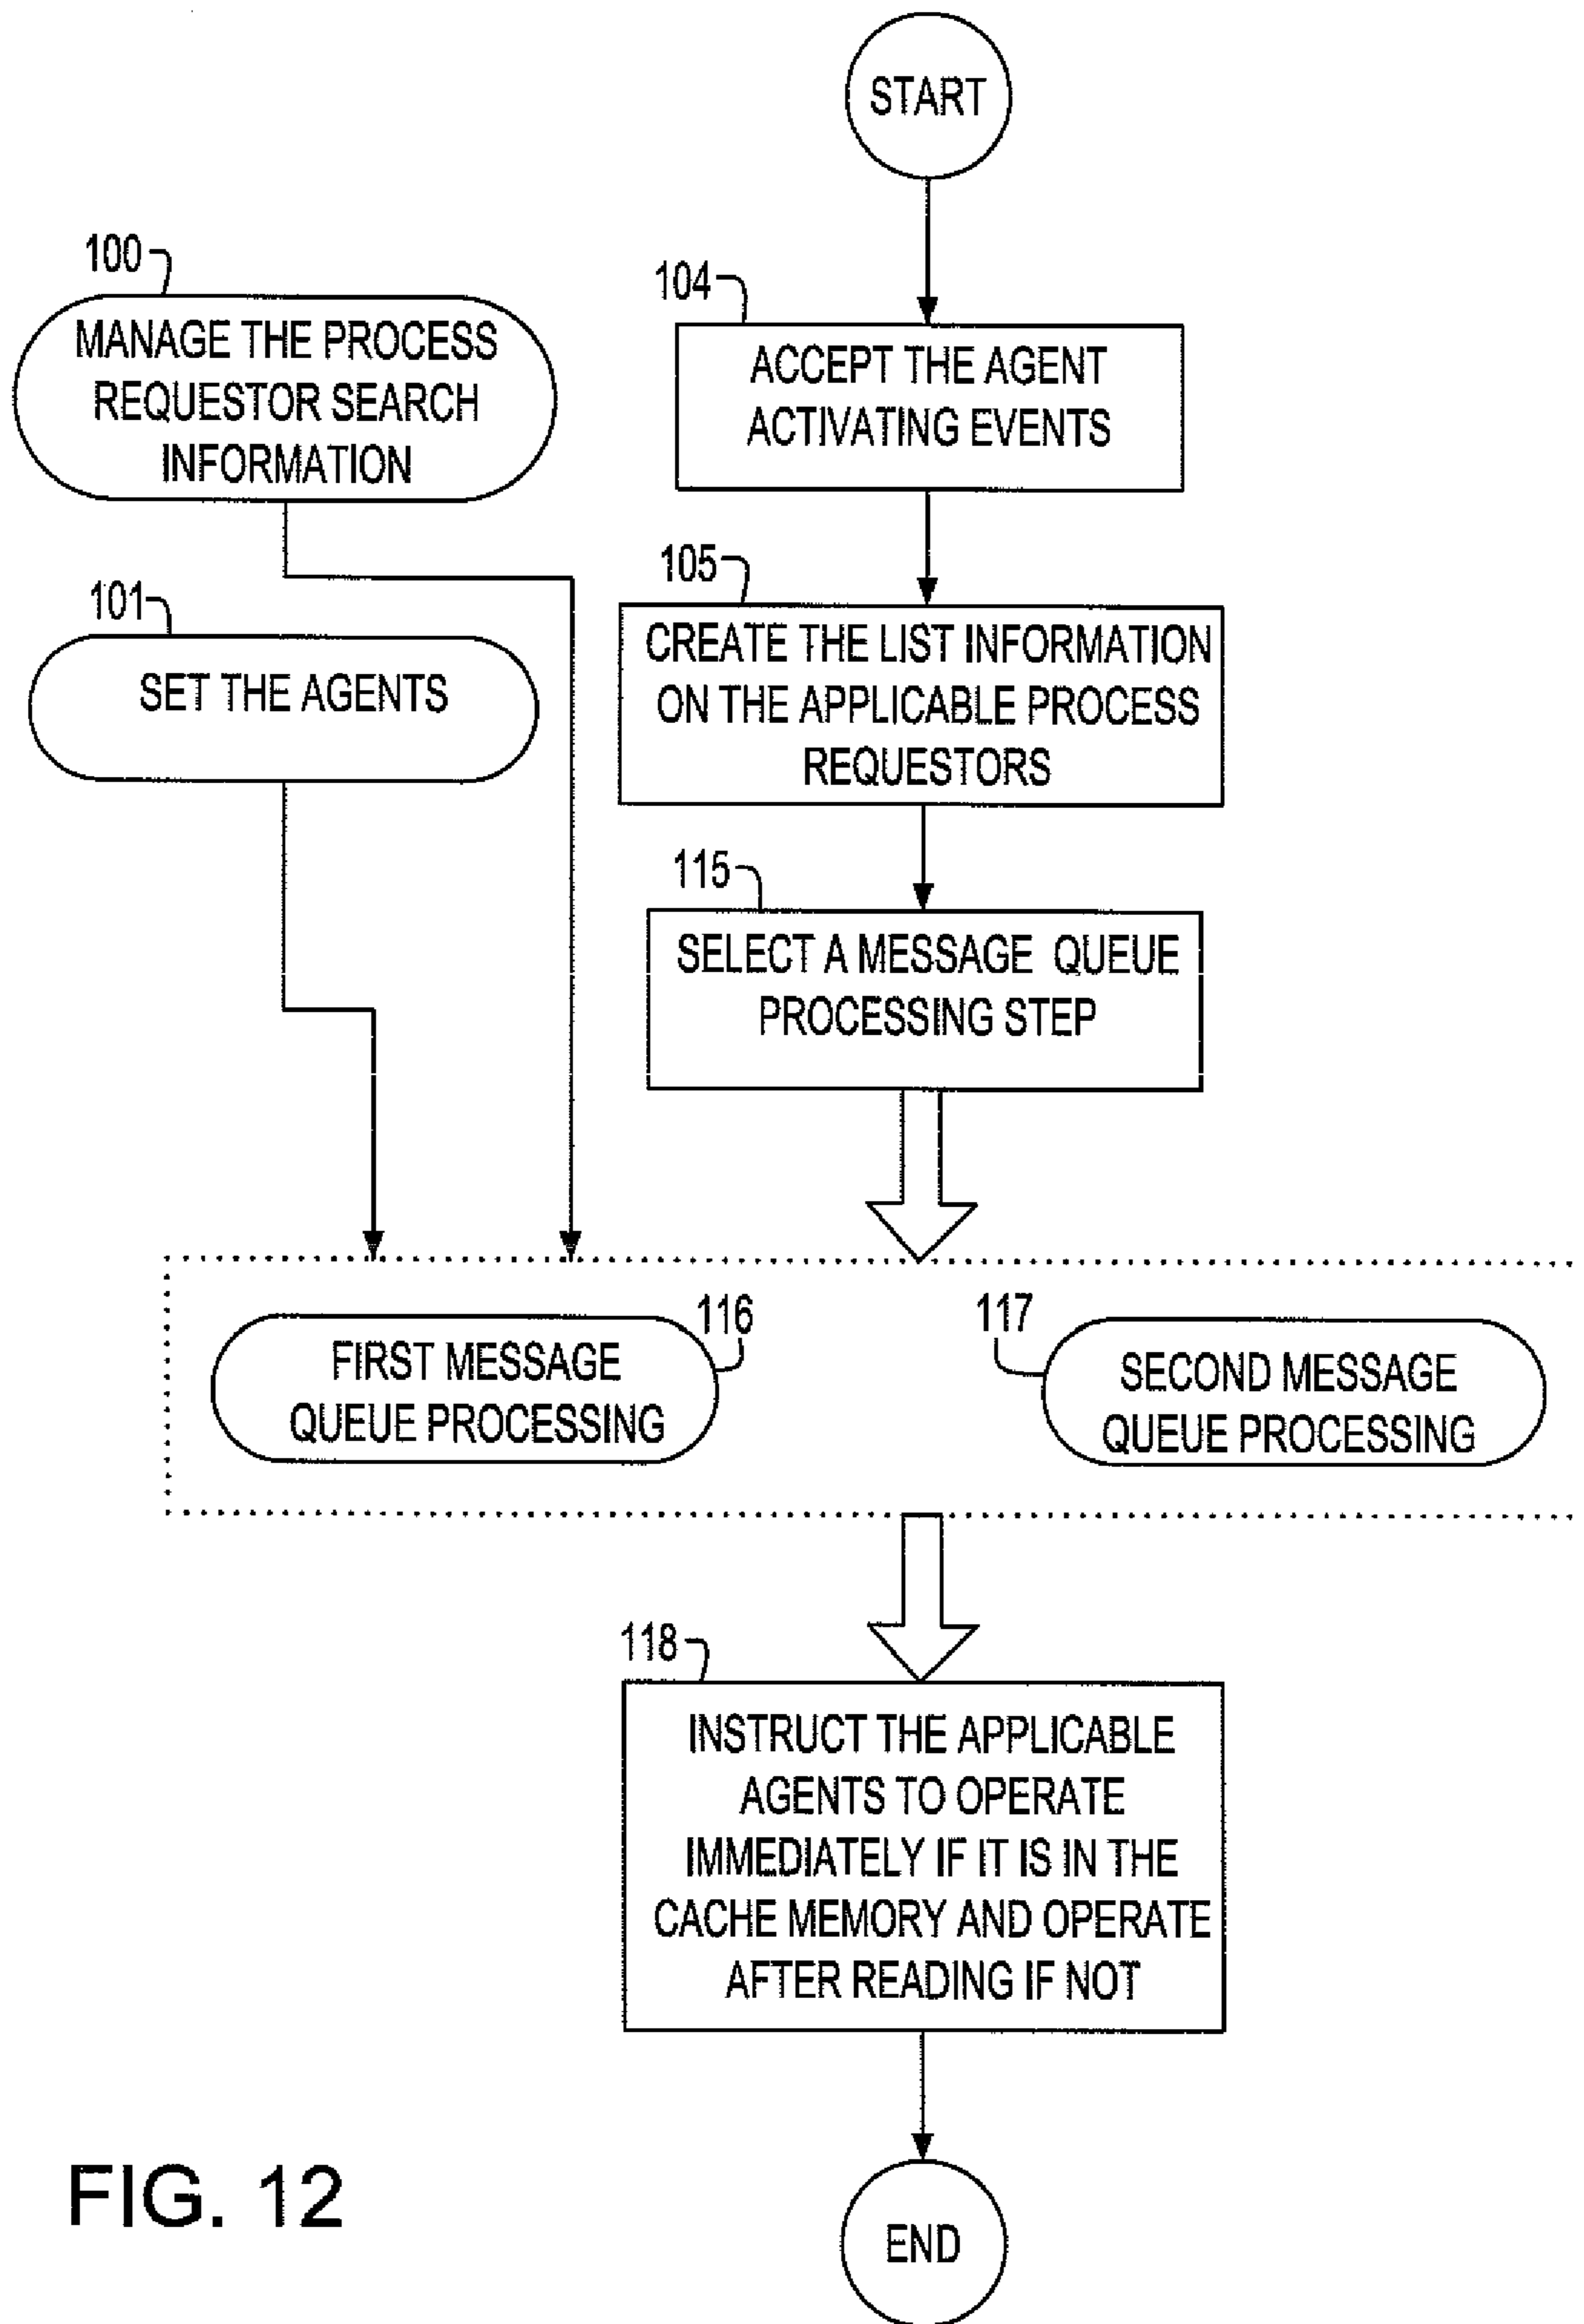 START
100
MANAGE THE PROCESS
REQUESTOR SEARCH
INFORMATION
104
ACCEPT THE AGENT
ACTIVATING EVENTS
101
SET THE AGENTS
105
CREATE THE LIST INFORMATION
ON THE APPLICABLE PROCESS
REQUESTORS
115
SELECT A MESSAGE QUEUE
PROCESSING STEP
116
FIRST MESSAGE
QUEUE PROCESSING
117
SECOND MESSAGE
QUEUE PROCESSING
118
INSTRUCT THE APPLICABLE
AGENTS TO OPERATE
IMMEDIATELY IF IT IS IN THE
CACHE MEMORY AND OPERATE
AFTER READING IF NOT
END
FIG. 12